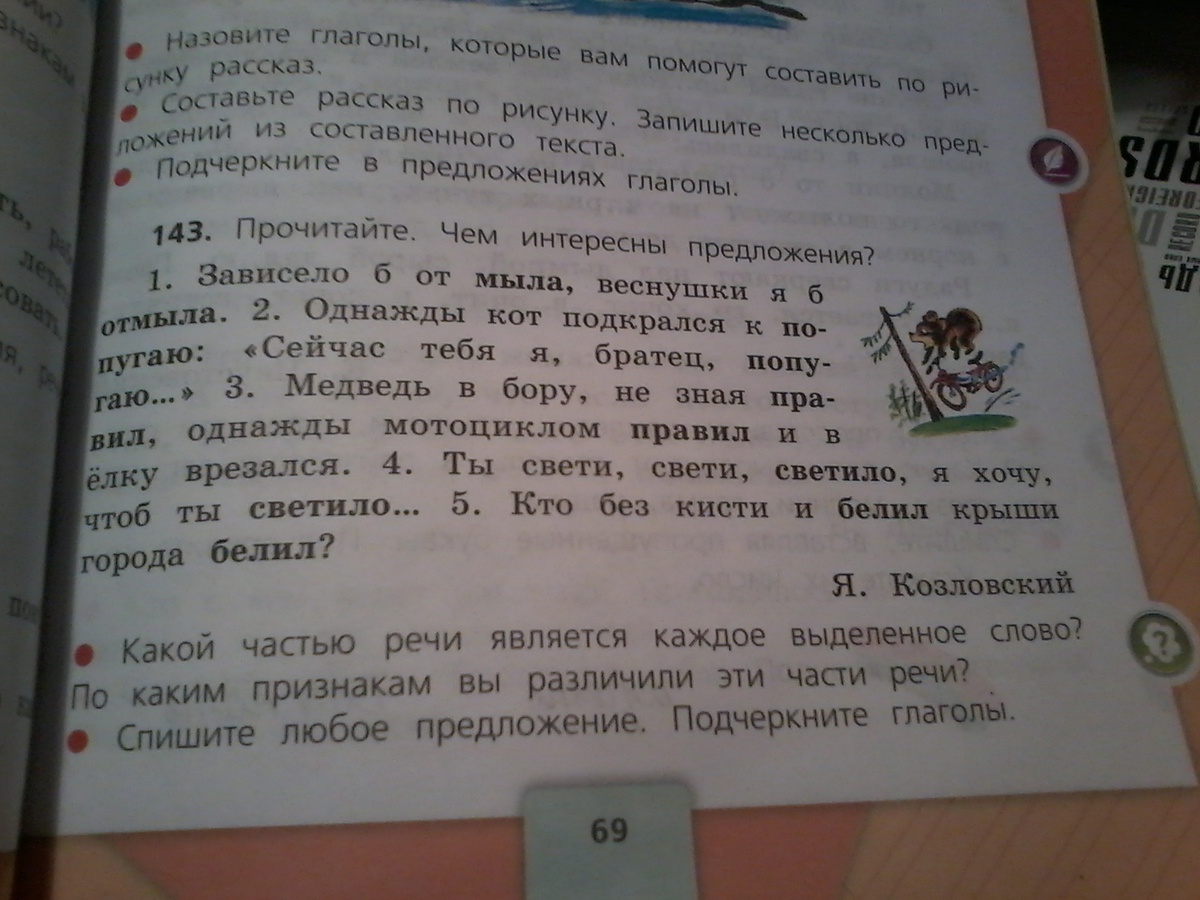 • Назовите глаголы, которые вам помогут составить по ри-
сунку рассказ.
• Составьте рассказ по рисунку. Запишите несколько пред-
ложений из составленного текста.
• Подчеркните в предложениях глаголы.
143. Прочитайте. Чем интересны предложения?
1. Зависело б от мыла, веснушки я б
отмыла. 2. Однажды кот подкрался к по-
пугаю: «Сейчас тебя я, братец, попу-
гаю...» 3. Медведь в бору, не зная пра-
вил, однажды мотоциклом правил и в
ёлку врезался. 4. Ты свети, свети, светило, я хочу,
чтоб ты светило... 5. Кто без кисти и белил крыши
города белил?
Я. Козловский
• Какой частью речи является каждое выделенное слово?
По каким признакам вы различили эти части речи?
• Спишите любое предложение. Подчеркните глаголы.
69